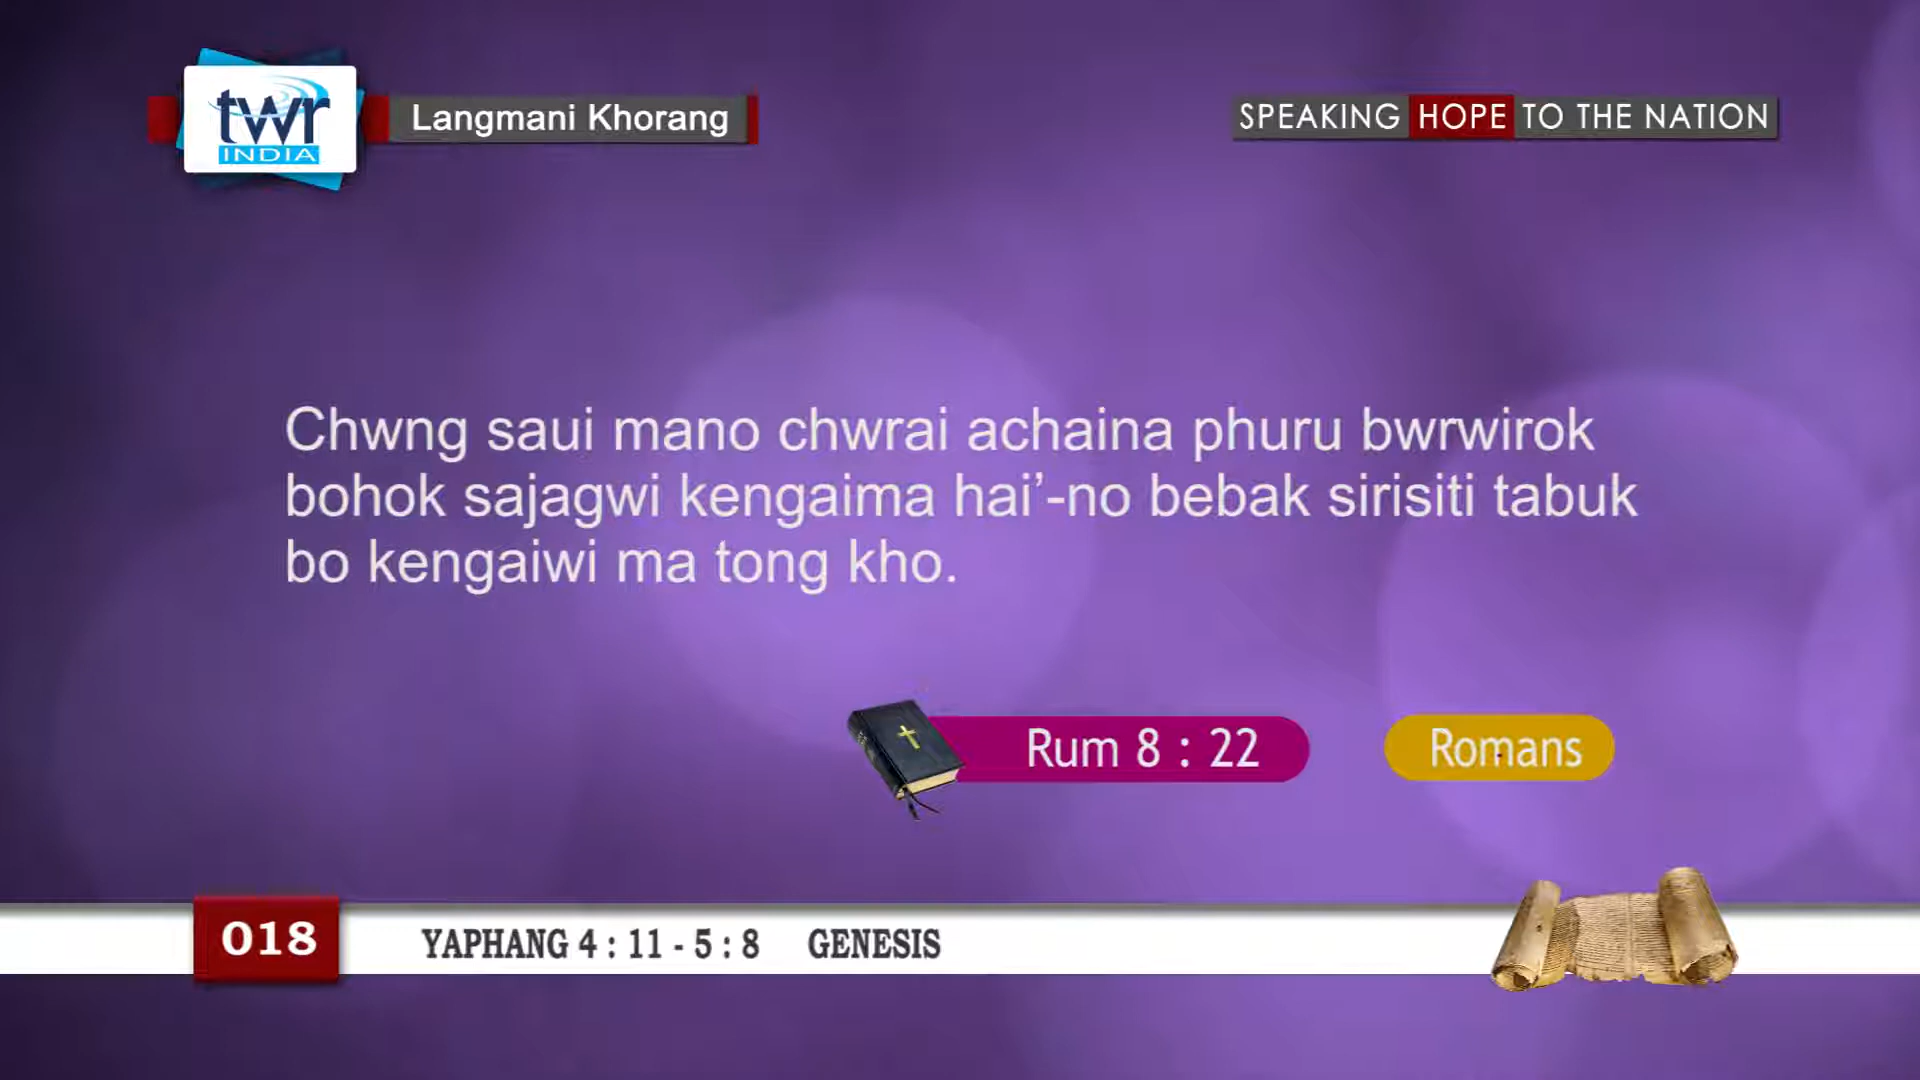 twr
INDIA
Langmani Khorang
SPEAKING HOPE TO THE NATION
Chwng saui mano chwrai achaina phuru bwrwirok
bohok sajagwi kengaima hai’-no bebak sirisiti tabuk
bo kengaiwi ma tong kho.
Rum 8 : 22
Romans
018
YAPHANG 4 : 11 - 5 : 8 GENESIS